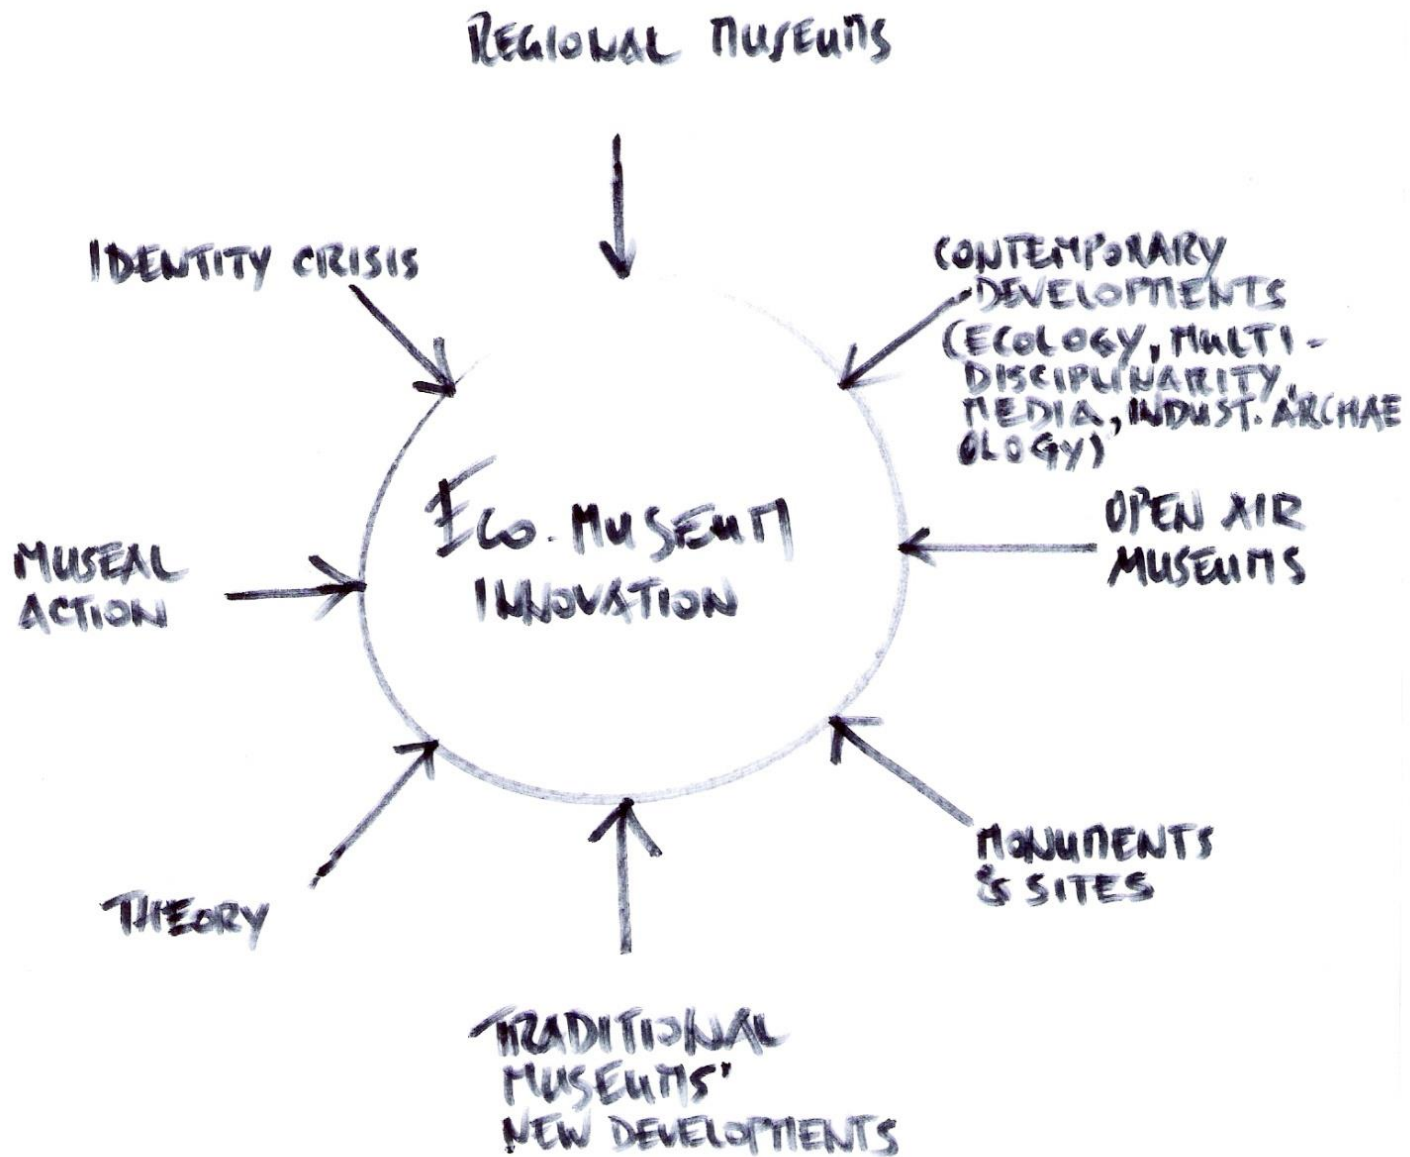 REGIONAL MUSEUMS
IDENTITY CRISIS
CONTEMPORARY
DEVELOPMENTS
(ECOLOGY, MULTI-
DISCIPLINARITY,
MEDIA, INDUST. ARCHAE
OLOGY)
ECO-MUSEUM
INNOVATION
OPEN AIR
MUSEUMS
MUSEAL
ACTION
MONUMENTS
& SITES
THEORY
TRADITIONAL
MUSEUMS'
NEW DEVELOPMENTS